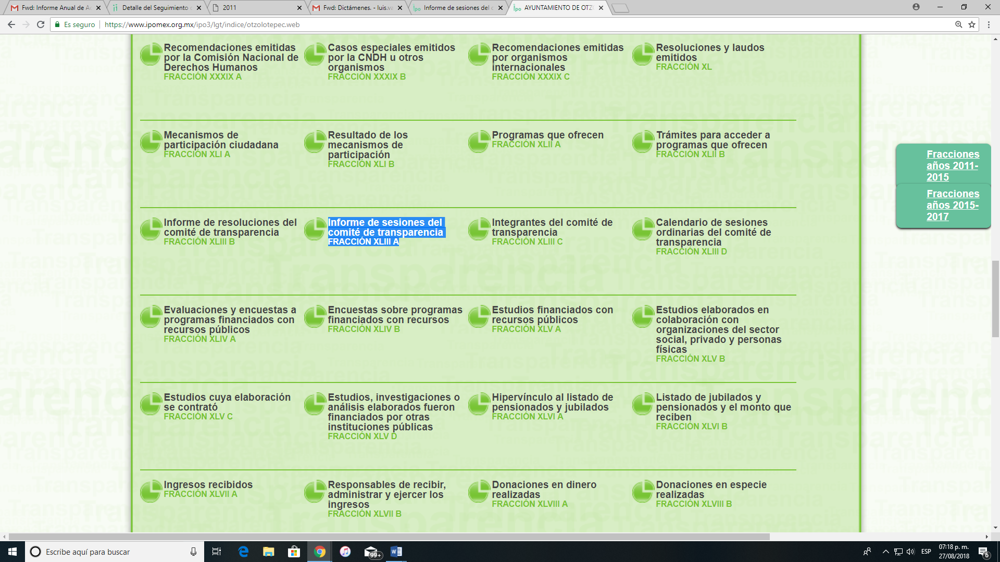 Fwd: Informe Anual de Ac
Detalle del Seguimiento
2011
Fwd: Dictámenes. - luis.va
Informe de sesiones del c
AYUNTAMIENTO DE OTZO
Es seguro
https://www.ipomex.org.mx/ipo3/lgt/indice/otzolotepec.web
Recomendaciones emitidas
por la Comisión Nacional de
Derechos Humanos
FRACCIÓN XXXIX A
Casos especiales emitidos
por la CNDH u otros
organismos
FRACCIÓN XXXIX B
Recomendaciones emitidas
por organismos
internacionales
FRACCIÓN XXXIX C
Resoluciones y laudos
emitidos
FRACCIÓN XL
Mecanismos de
participación ciudadana
FRACCIÓN XLI A
Resultado de los
mecanismos de
participación
FRACCIÓN XLI B
Programas que ofrecen
FRACCIÓN XLII A
Trámites para acceder a
programas que ofrecen
FRACCIÓN XLII B
Fracciones
años 2011-
2015
Fracciones
años 2015-
2017
Informe de resoluciones del
comité de transparencia
FRACCIÓN XLIII B
Informe de sesiones del
comité de transparencia
FRACCIÓN XLIII A
Integrantes del comité de
transparencia
FRACCIÓN XLIII C
Calendario de sesiones
ordinarias del comité de
transparencia
FRACCIÓN XLIII D
Evaluaciones y encuestas a
programas financiados con
recursos públicos
FRACCIÓN XLIV A
Encuestas sobre programas
financiados con recursos
FRACCIÓN XLIV B
Estudios financiados con
recursos públicos
FRACCIÓN XLV A
Estudios elaborados en
colaboración con
organizaciones del sector
social, privado y personas
físicas
FRACCIÓN XLV B
Estudios cuya elaboración
se contrató
FRACCIÓN XLV C
Estudios, investigaciones o
análisis elaborados fueron
financiados por otras
instituciones públicas
FRACCIÓN XLV D
Hipervínculo al listado de
pensionados y jubilados
FRACCIÓN XLVI A
Listado de jubilados y
pensionados y el monto que
reciben
FRACCIÓN XLVI B
Ingresos recibidos
FRACCIÓN XLVII A
Responsables de recibir,
administrar y ejercer los
ingresos
FRACCIÓN XLVII B
Donaciones en dinero
realizadas
FRACCIÓN XLVIII A
Donaciones en especie
realizadas
FRACCIÓN XLVIII B
Escribe aquí para buscar
99+
ESP
07:18 p. m.
27/08/2018
6